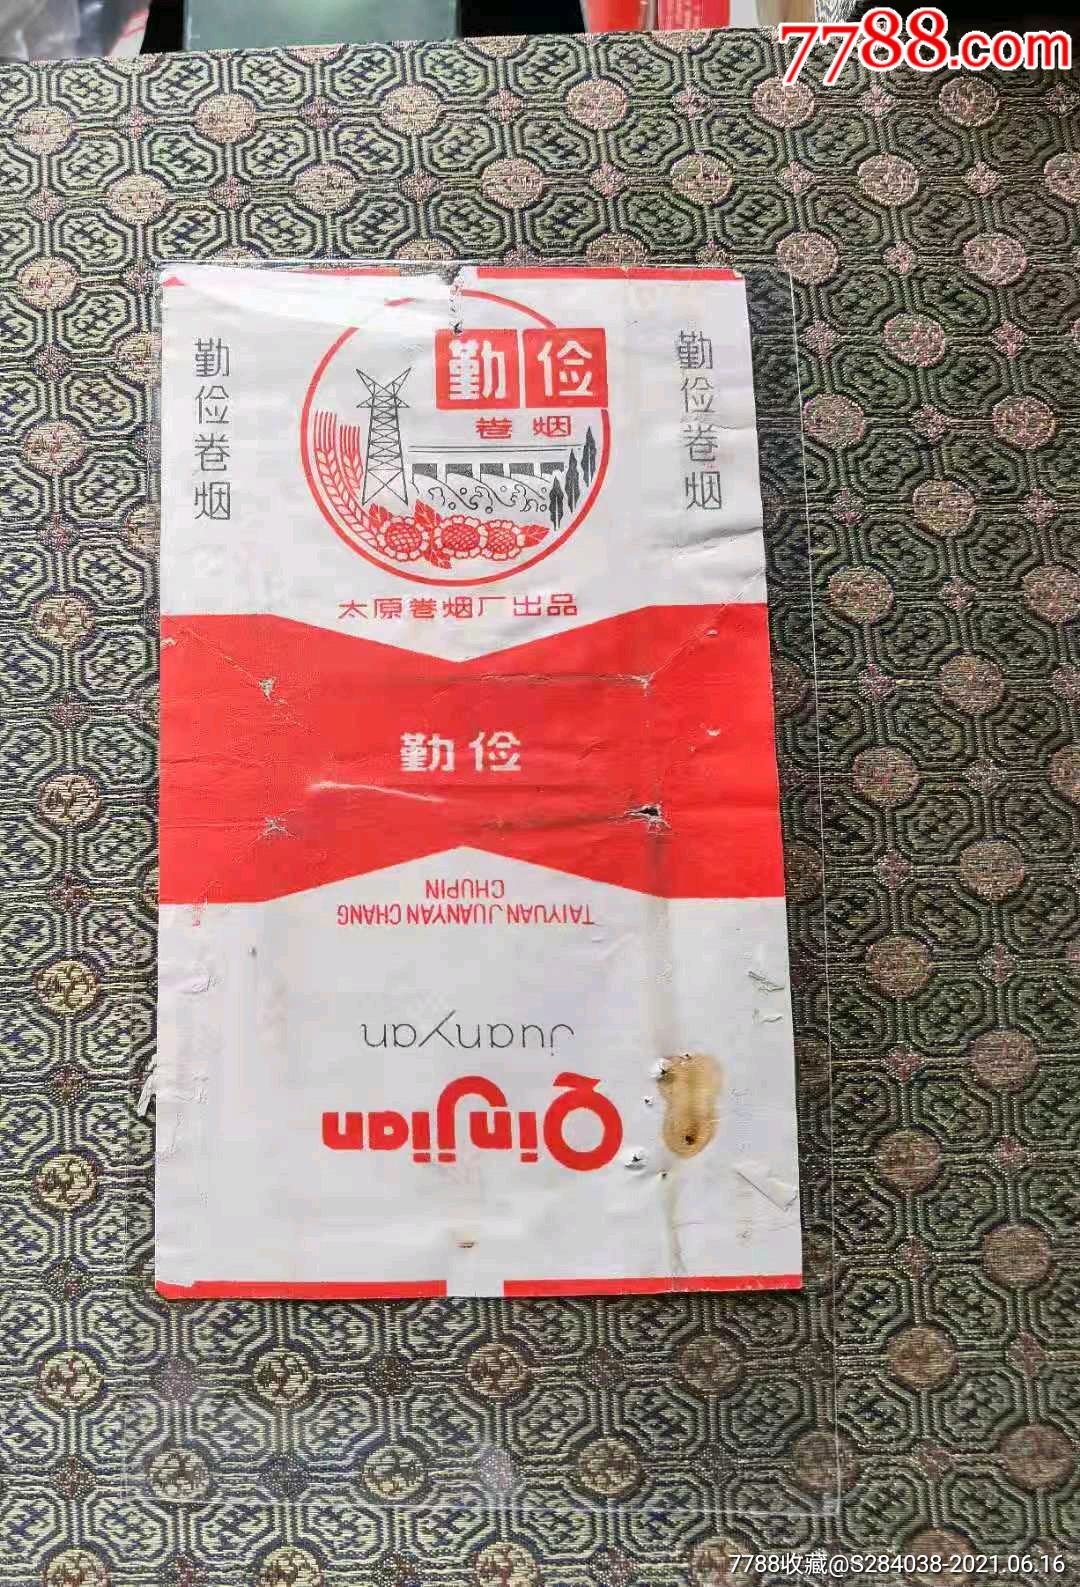 7788.com
勤俭卷烟
勤俭
卷烟
勤俭卷烟
太原卷烟厂出品
勤俭
TAIYUAN JUANYAN CHANG
CHUPIN
juanyan
Qinjian
7788收藏@S284038-2021.06.16